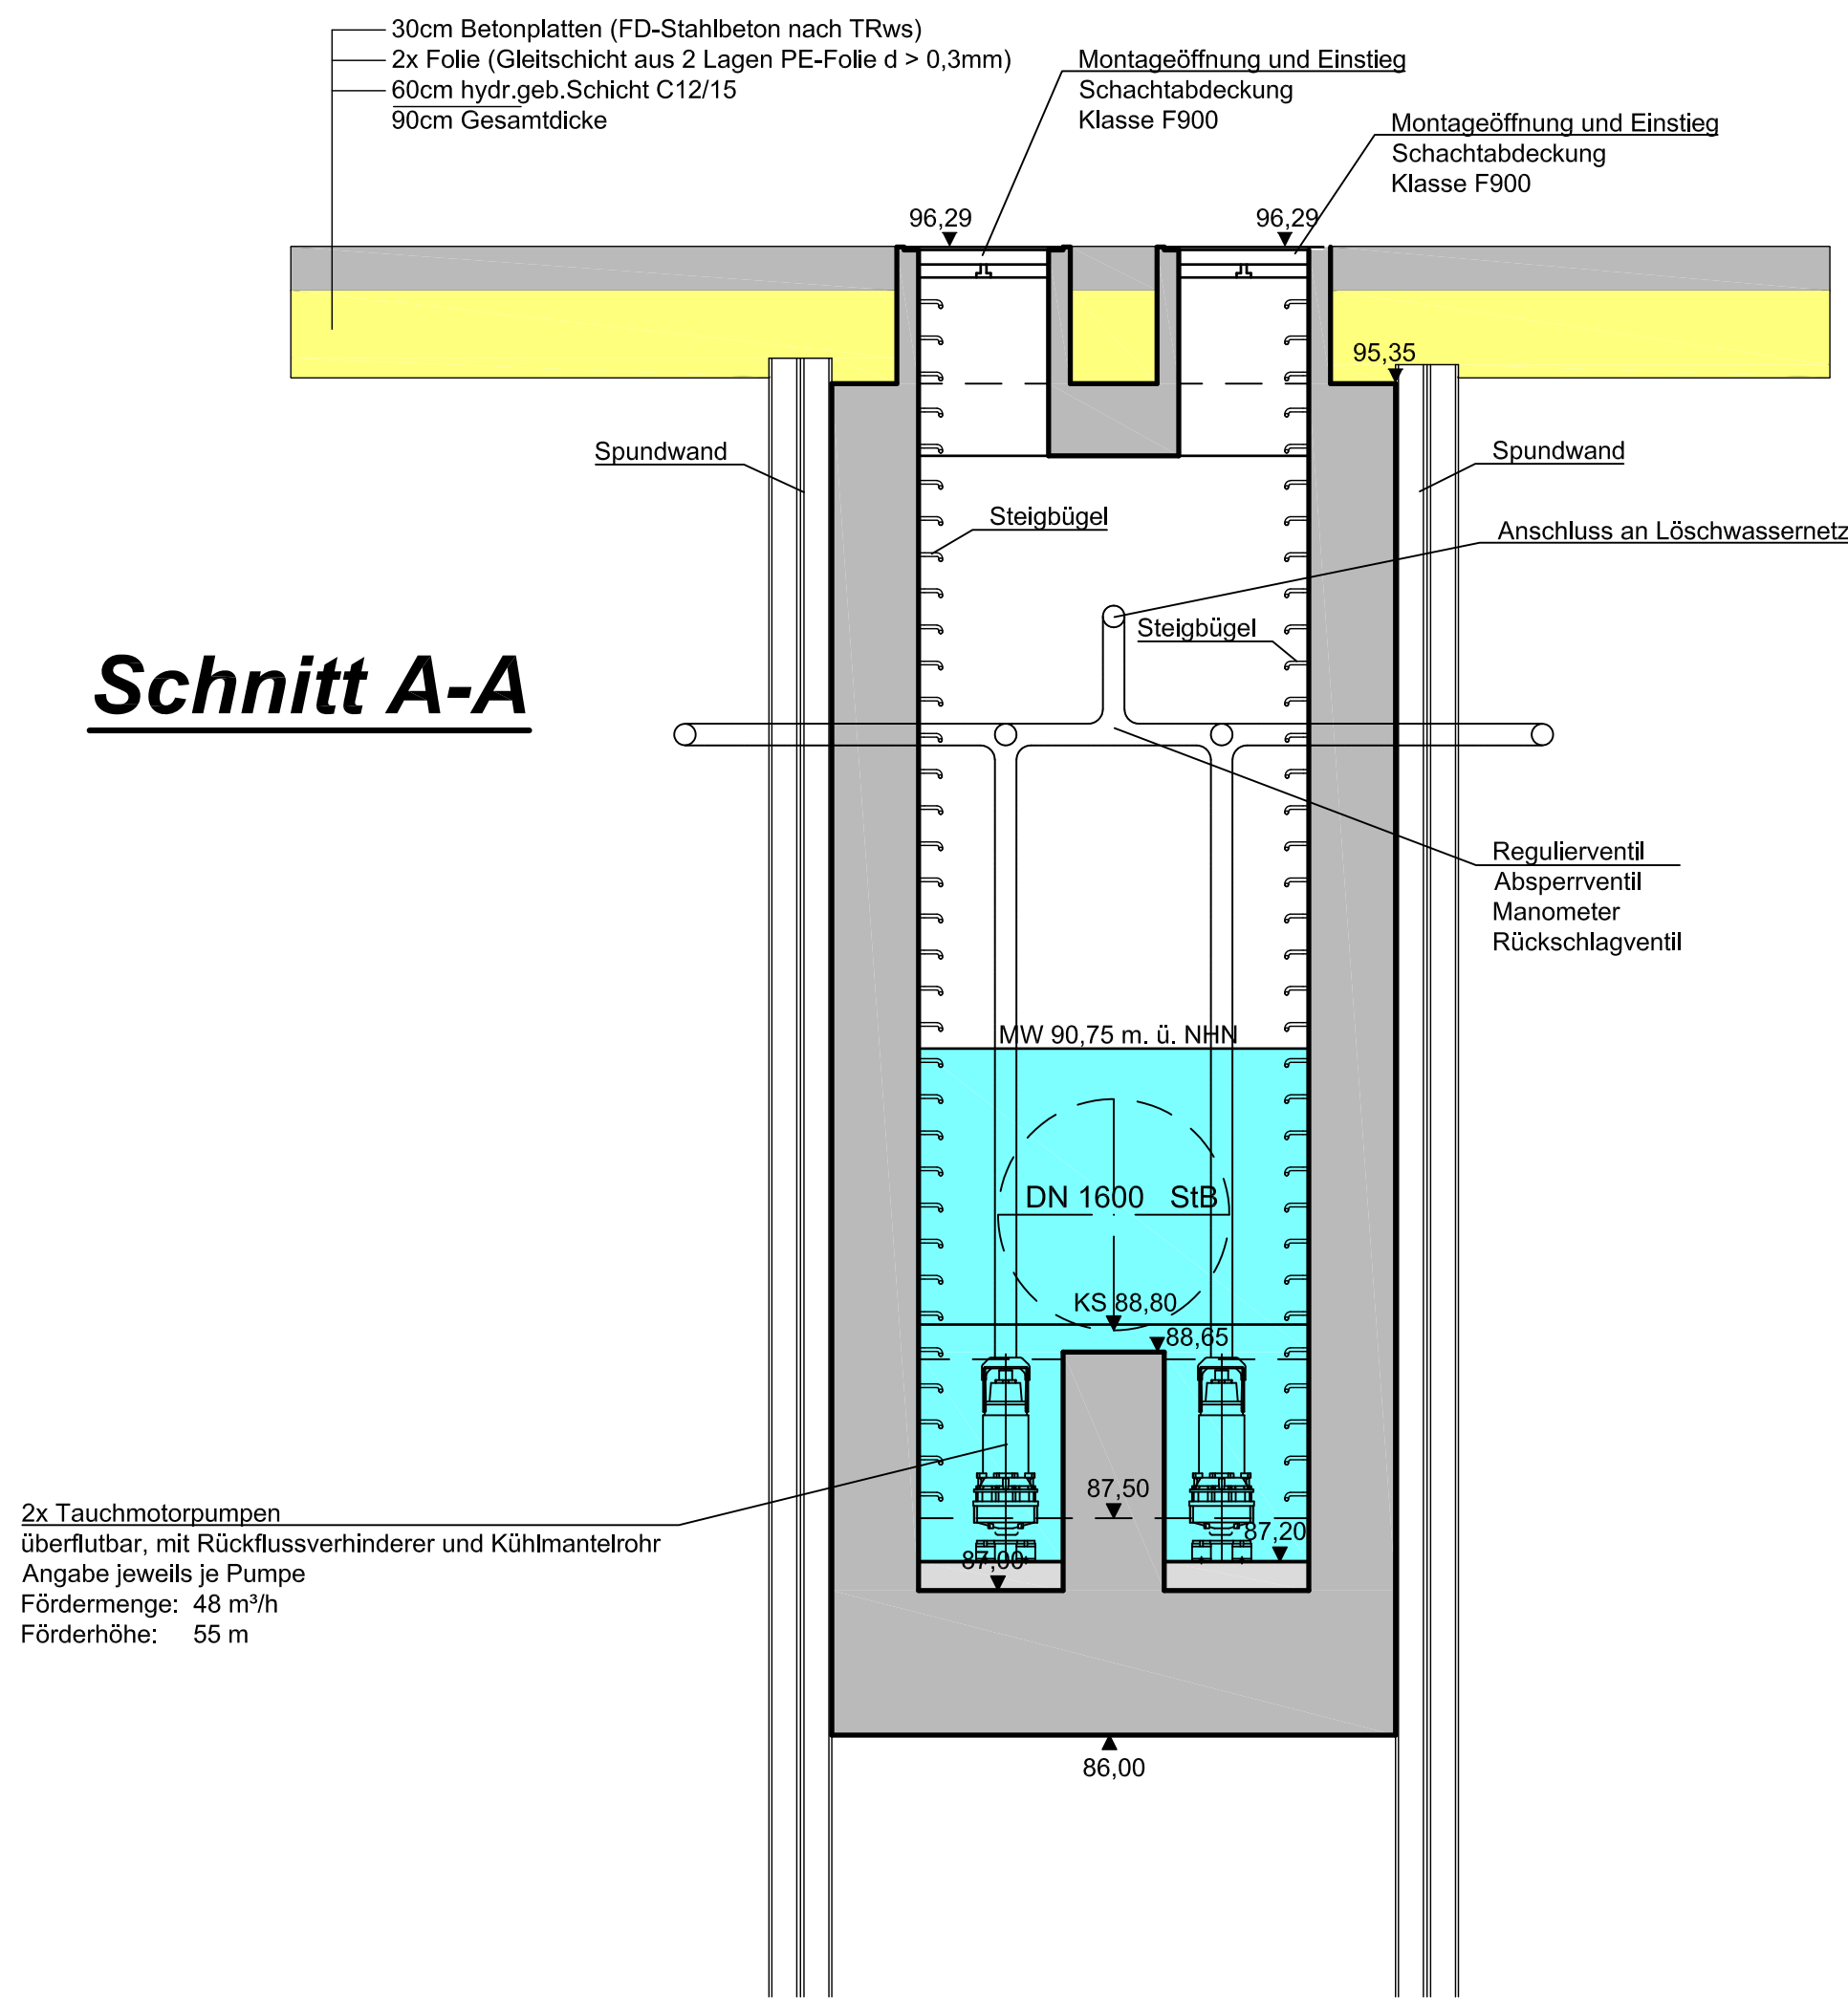 30cm Betonplatten (FD-Stahlbeton nach TRws)
2x Folie (Gleitschicht aus 2 Lagen PE-Folie d > 0,3mm)
60cm hydr.geb.Schicht C12/15
90cm Gesamtdicke
Montageöffnung und Einstieg
Schachtabdeckung
Klasse F900
Montageöffnung und Einstieg
Schachtabdeckung
Klasse F900
96,29
96,29
95,35
Spundwand
Spundwand
Steigbügel
Anschluss an Löschwassernetz
Steigbügel
Schnitt A-A
Regulierventil
Absperrventil
Manometer
Rückschlagventil
MW 90,75 m. ü. NHN
DN 1600 StB
KS 88,80
88,65
87,50
87,20
87,00
2x Tauchmotorpumpen
überflutbar, mit Rückflussverhinderer und Kühlmantelrohr
Angabe jeweils je Pumpe
Fördermenge: 48 m³/h
Förderhöhe: 55 m
86,00